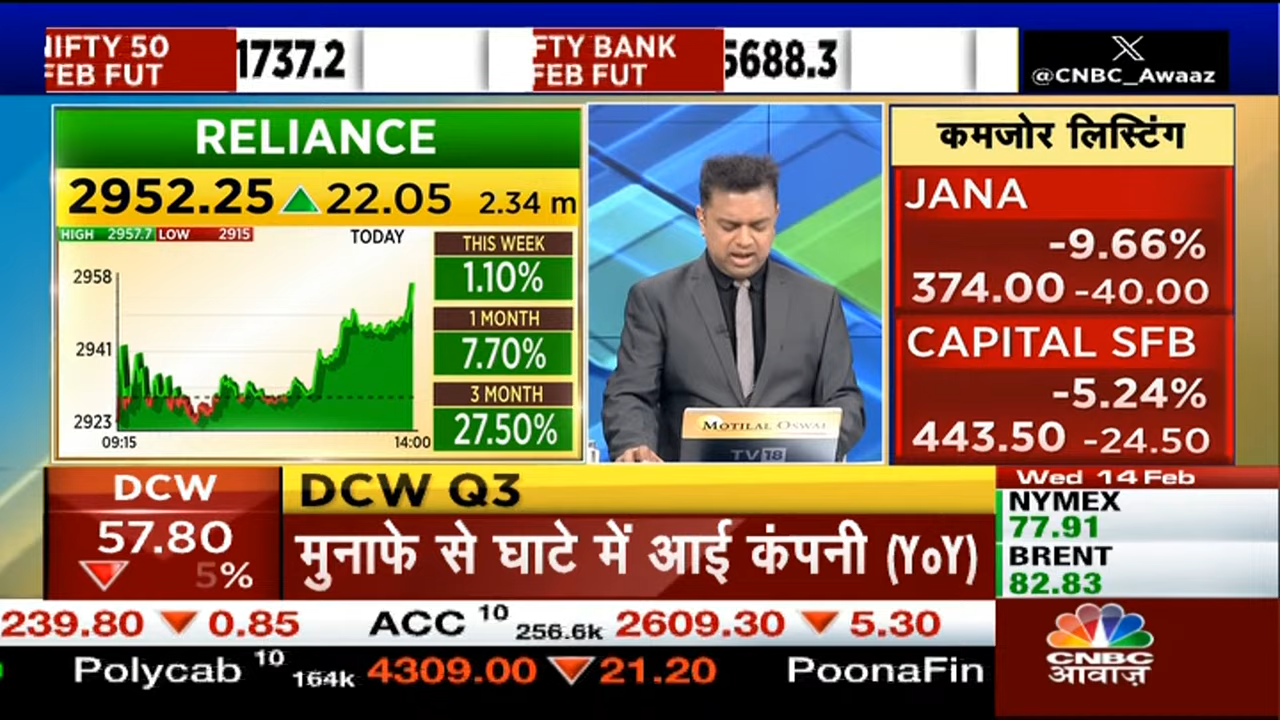 NIFTY 50
FEB FUT
1737.2
FTY BANK
FEB FUT
5688.3
@CNBC_Awaaz
RELIANCE
2952.25 ▲ 22.05 2.34 m
HIGH 2957.7 LOW 2915
TODAY
2958
2941
2923
09:15
14:00
THIS WEEK
1.10%
1 MONTH
7.70%
3 MONTH
27.50%
MOTILAL OSWAL
TV18
कमजोर लिस्टिंग
JANA
-9.66%
374.00 -40.00
CAPITAL SFB
-5.24%
443.50 -24.50
DCW
57.80
▼ 5%
DCW Q3
मुनाफे से घाटे में आई कंपनी (YoY)
Wed 14 Feb
NYMEX
77.91
BRENT
82.83
239.80 ▼ 0.85 ACC 10 256.6k 2609.30 ▼ 5.30
Polycab 10 164k 4309.00 ▼ 21.20 PoonaFin
CNBC
आवाज़